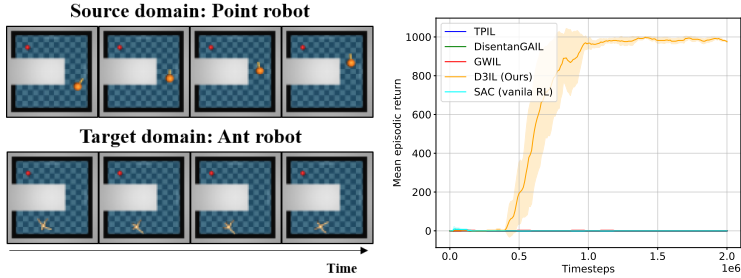 Source domain: Point robot
Target domain: Ant robot
Time
Mean episodic return
1000
800
600
400
200
0
TPIL
DisentanGAIL
GWIL
D3IL (Ours)
SAC (vanila RL)
0.0 0.5 1.0 1.5 2.0
Timesteps
1e6